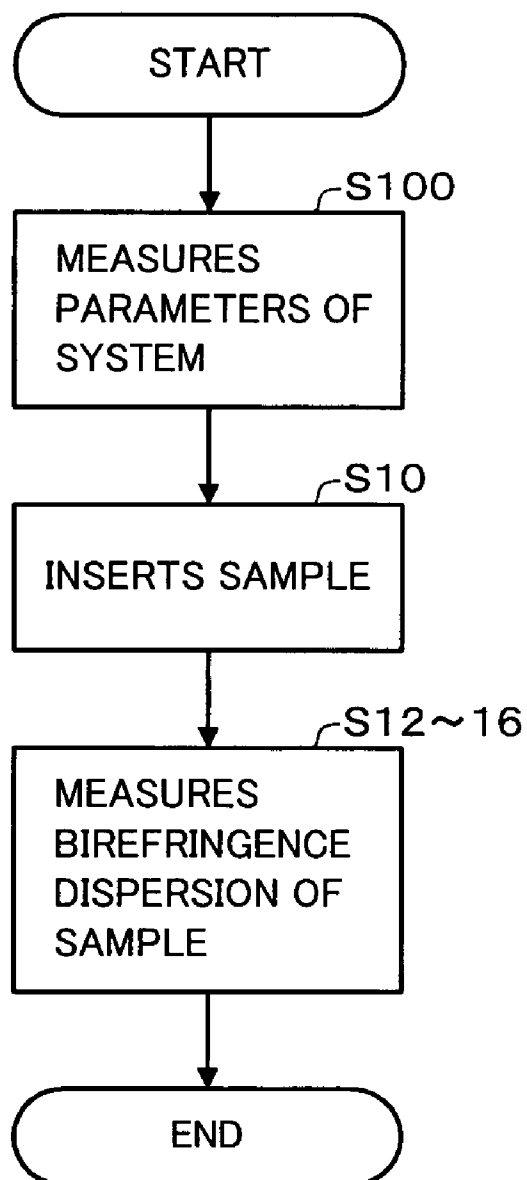 START
S100
MEASURES
PARAMETERS OF
SYSTEM
S10
INSERTS SAMPLE
S12~16
MEASURES
BIREFRINGENCE
DISPERSION OF
SAMPLE
END